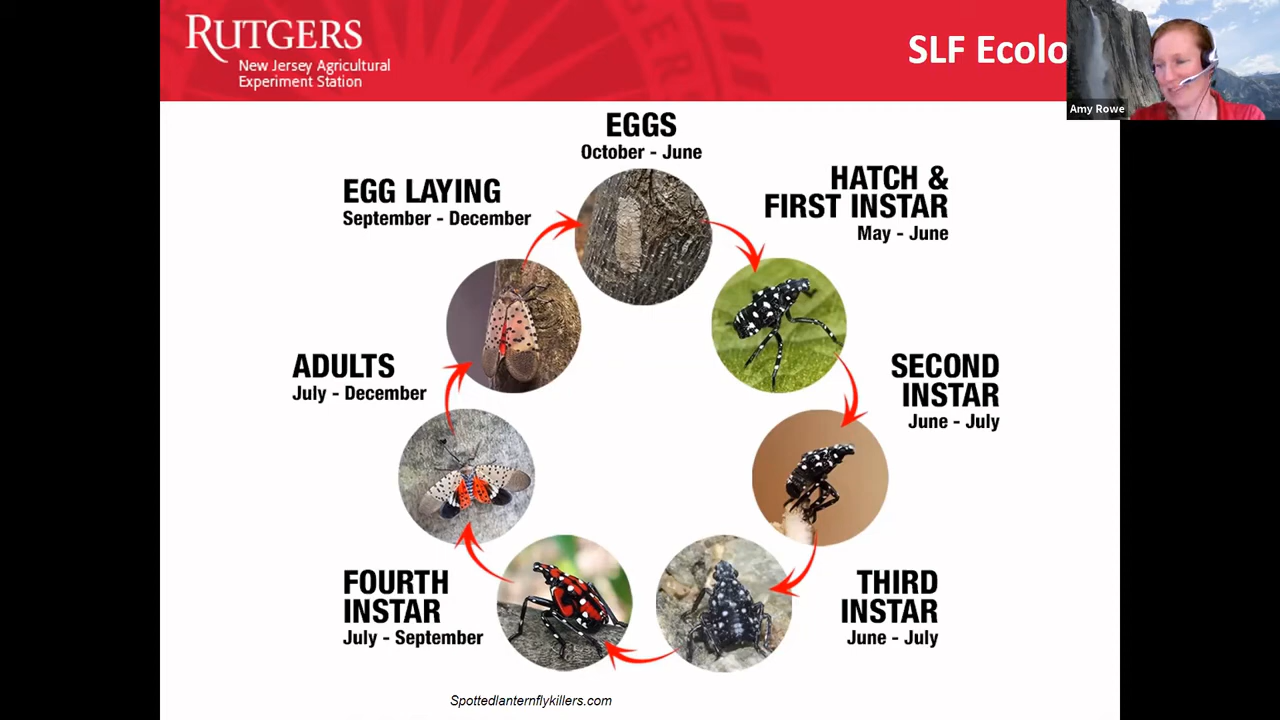 RUTGERS
New Jersey Agricultural
Experiment Station
SLF Ecolo
Amy Rowe
EGGS
October - June
HATCH &
FIRST INSTAR
May - June
SECOND
INSTAR
June - July
THIRD
INSTAR
June - July
FOURTH
INSTAR
July - September
ADULTS
July - December
EGG LAYING
September - December
Spottedlanternflykillers.com